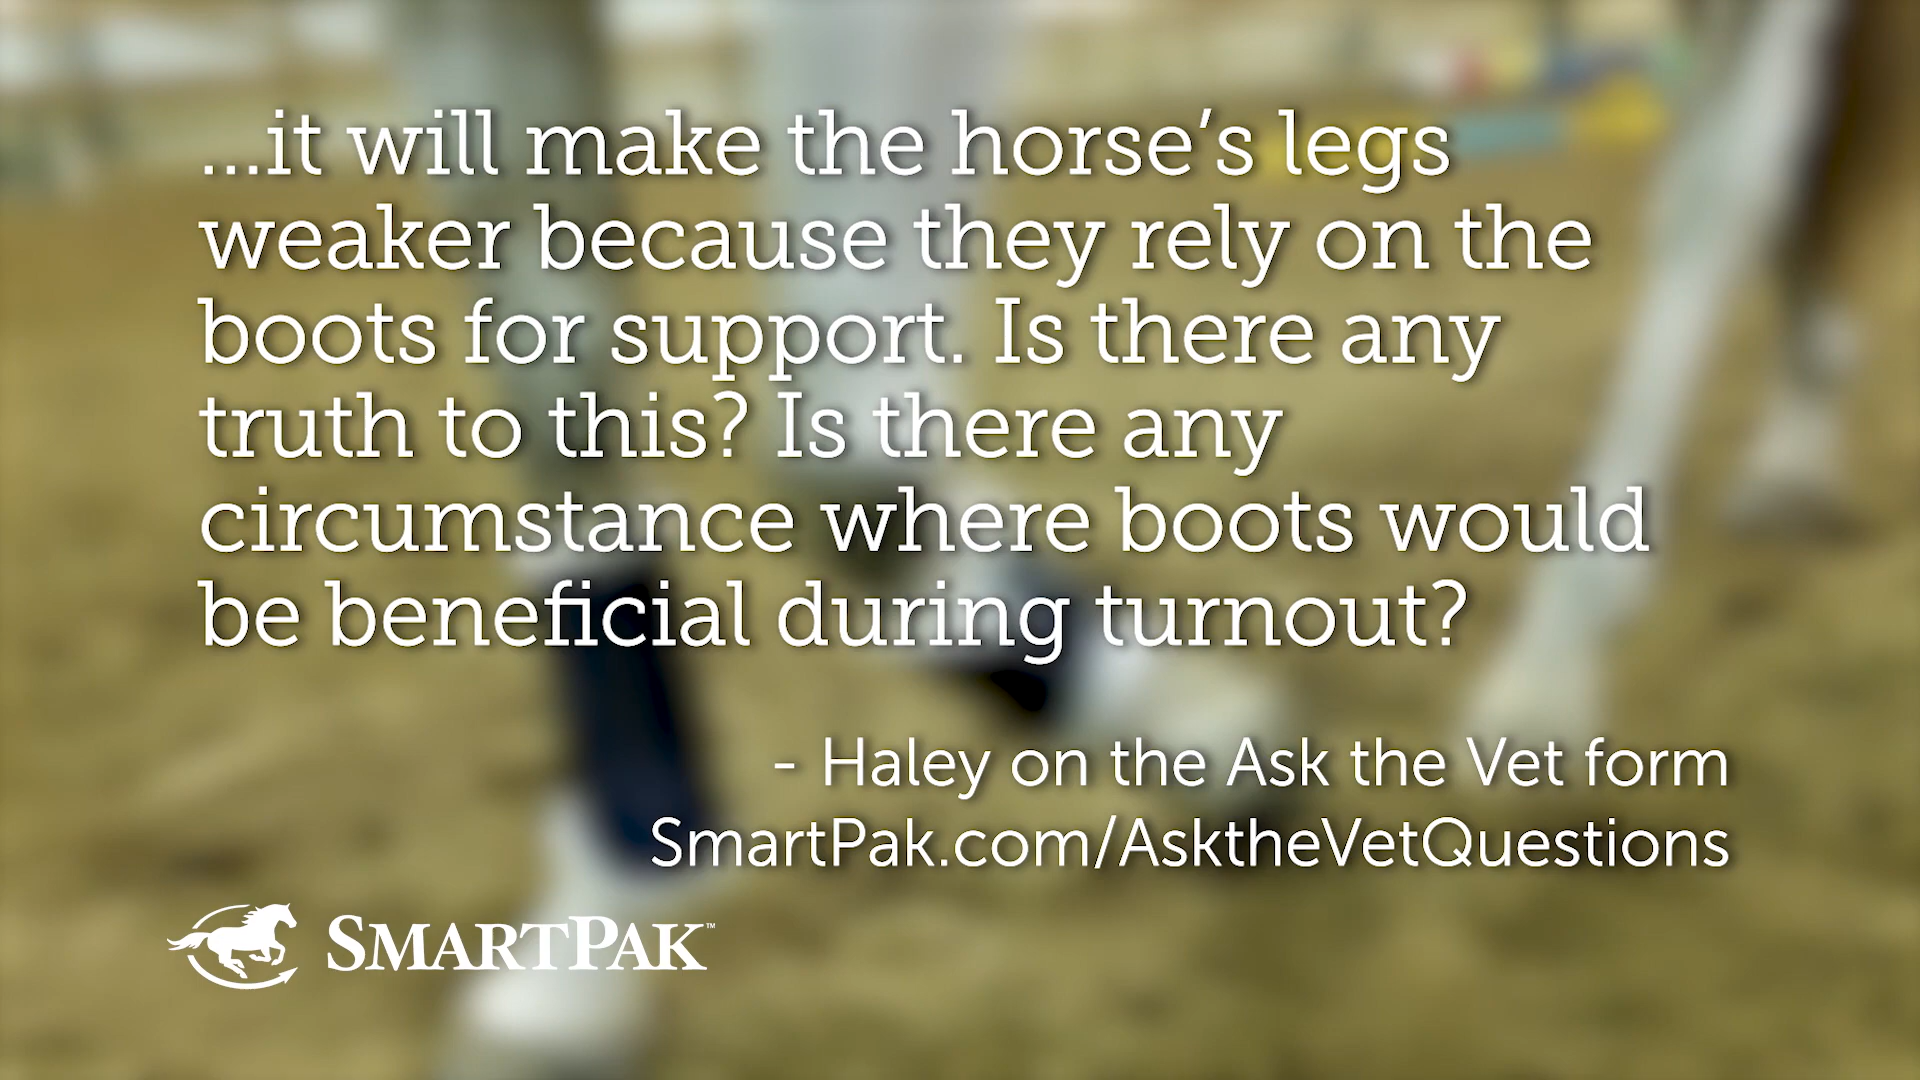 ...it will make the horse’s legs
weaker because they rely on the
boots for support. Is there any
truth to this? Is there any
circumstance where boots would
be beneficial during turnout?
- Haley on the Ask the Vet form
SmartPak.com/AsktheVetQuestions
SMARTPAK™